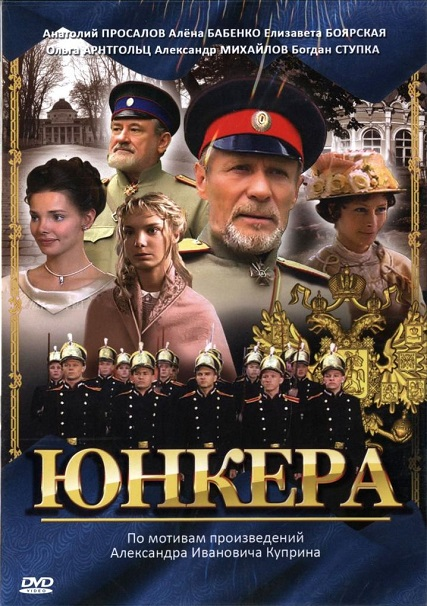 Анатолий ПРОСАЛОВ Алёна БАБЕНКО Елизавета БОЯРСКАЯ
Ольга АРНТГОЛЬЦ Александр МИХАЙЛОВ Богдан СТУПКА
ЮНКЕРА
По мотивам произведений
Александра Ивановича Куприна
DVD
VIDEO